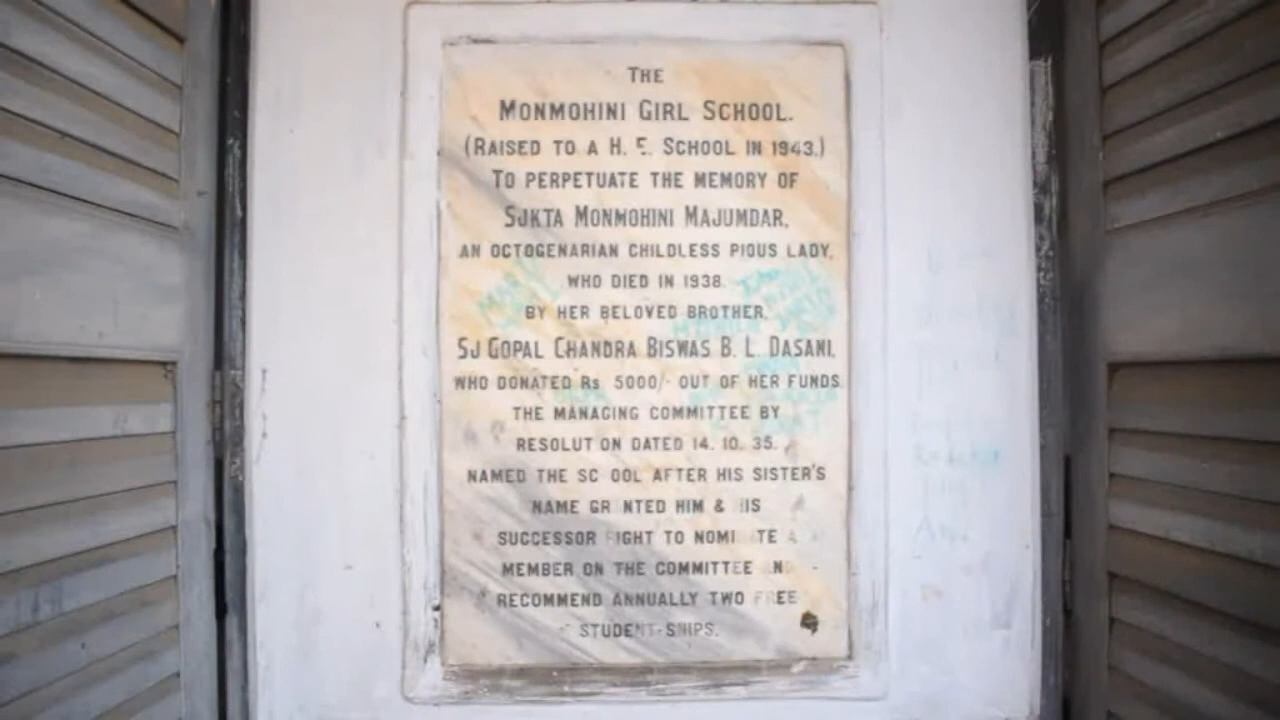 THE
MONMOHINI GIRL SCHOOL.
(RAISED TO A H. E. SCHOOL IN 1943.)
TO PERPETUATE THE MEMORY OF
SJKTA MONMOHINI MAJUMDAR,
AN OCTOGENARIAN CHILDLESS PIOUS LADY,
WHO DIED IN 1938.
BY HER BELOVED BROTHER,
SJ GOPAL CHANDRA BISWAS B. L. DASANI,
WHO DONATED Rs. 5000/- OUT OF HER FUNDS.
THE MANAGING COMMITTEE BY
RESOLUT ON DATED 14. 10. 35.
NAMED THE SC OOL AFTER HIS SISTER'S
NAME GR NTED HIM & IS
SUCCESSOR IGHT TO NOMI TE A
MEMBER ON THE COMMITTEE ND -
RECOMMEND ANNUALLY TWO FREE
STUDENT-SHIPS.